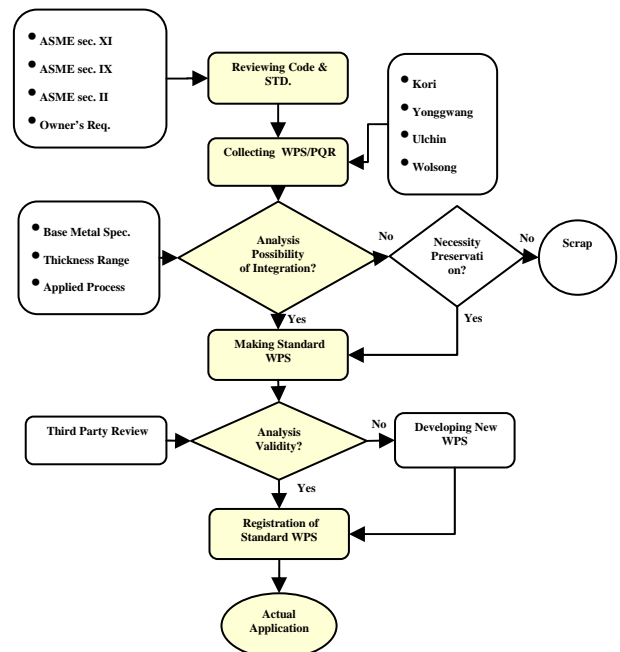 • ASME sec. XI
• ASME sec. IX
• ASME sec. II
• Owner's Req.
Reviewing Code &
STD.
• Kori
• Yonggwang
• Ulchin
• Wolsong
Collecting WPS/PQR
• Base Metal Spec.
• Thickness Range
• Applied Process
Analysis
Possibility
of Integration?
No
Necessity
Preservati
on?
No
Scrap
Yes
Yes
Making Standard
WPS
Third Party Review
Analysis
Validity?
No
Developing New
WPS
Yes
Registration of
Standard WPS
Actual
Application